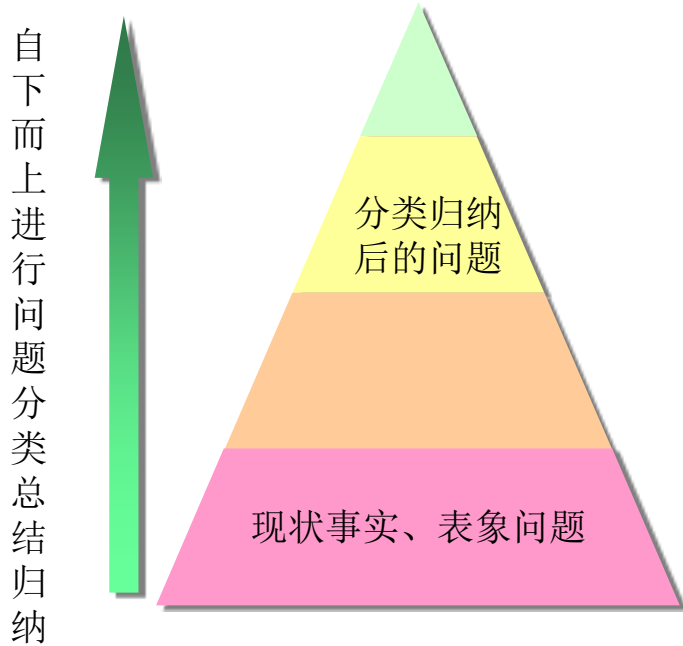 自下而上进行问题分类总结归纳
分类归纳
后的问题
现状事实、表象问题